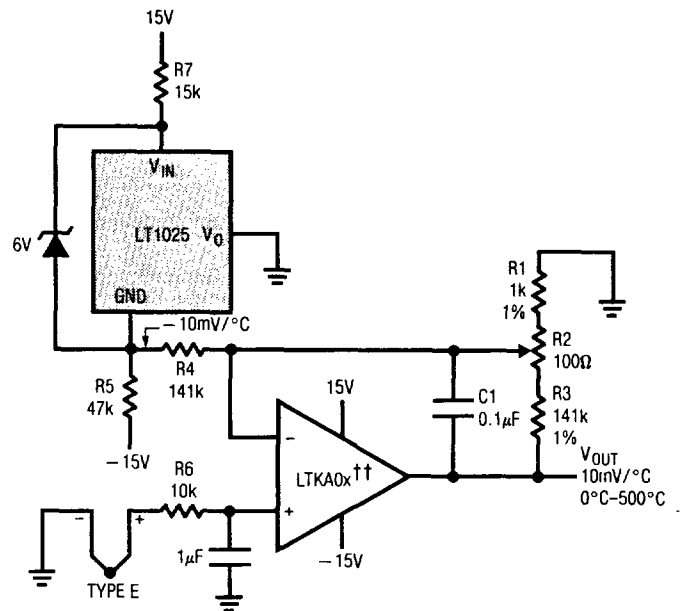 15V
R7
15k
VIN
LT1025
VO
GND
6V
−10mV/°C
R4
141k
R5
47k
−15V
R1
1k
1%
R2
100Ω
R3
141k
1%
C1
0.1µF
15V
−
+
LTKA0x††
−15V
VOUT
10mV/°C
0°C–500°C
R6
10k
−
+
TYPE E
1µF